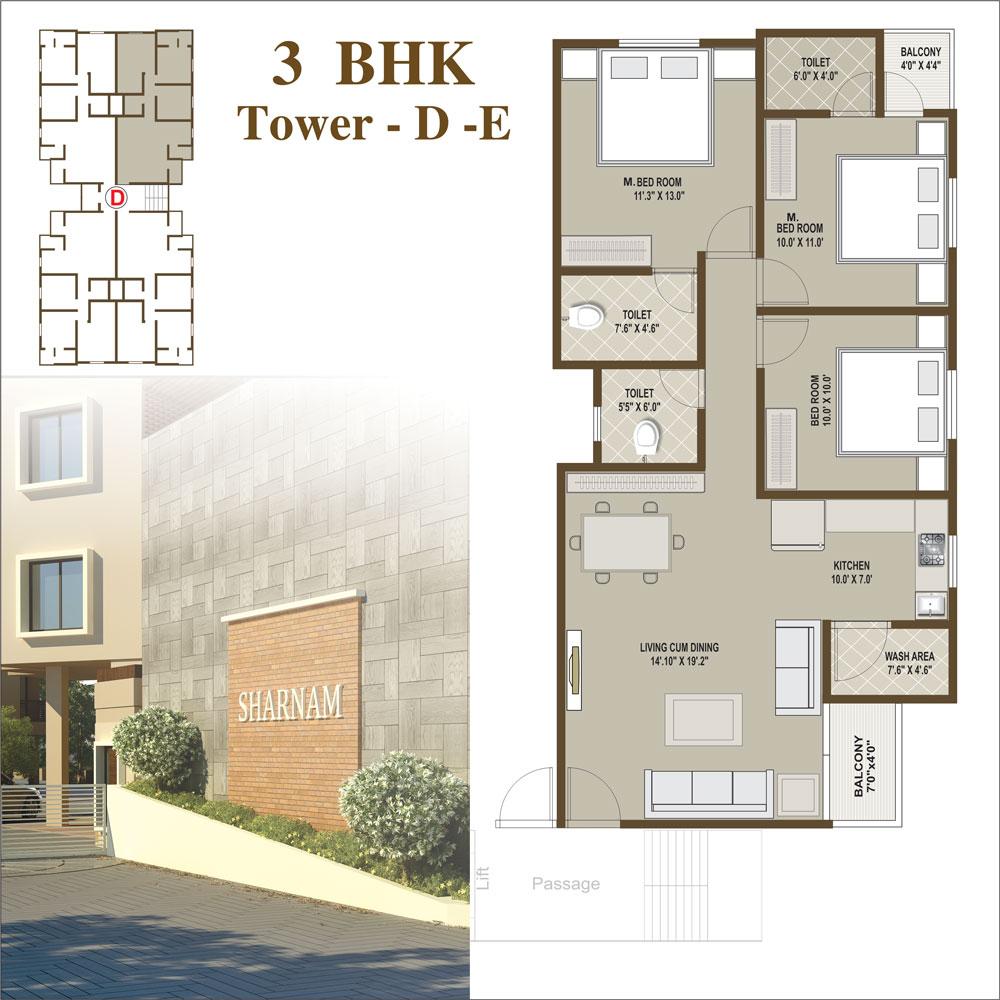 3 BHK
Tower - D -E
D
TOILET
6'.0" X 4'.0"
BALCONY
4'0" X 4'4"
M. BED ROOM
11'.3" X 13.0"
M.
BED ROOM
10.0' X 11.0'
TOILET
7'.6" X 4'.6"
TOILET
5'5" X 6'.0"
BED ROOM
10.0' X 10.0'
KITCHEN
10.0' X 7.0'
LIVING CUM DINING
14'.10" X 19'.2"
WASH AREA
7'.6" X 4'.6"
BALCONY
7'0"x4'0"
SHARNAM
Lift
Passage